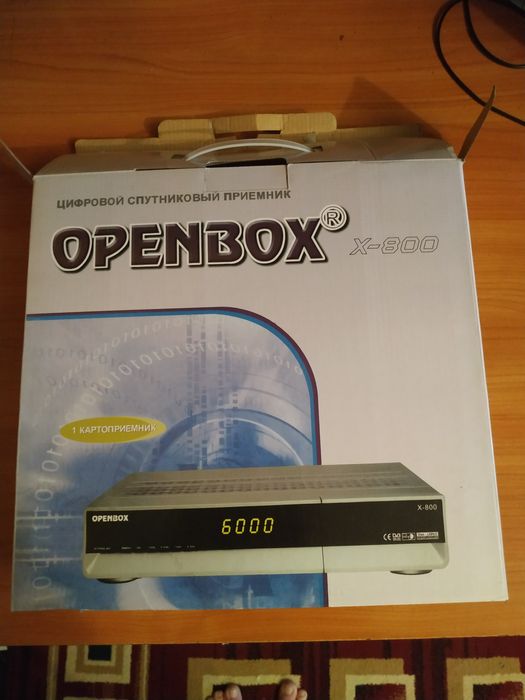 ЦИФРОВОЙ СПУТНИКОВЫЙ ПРИЕМНИК
OPENBOX®
X-800
1 КАРТОПРИЕМНИК
OPENBOX
X-800
6000